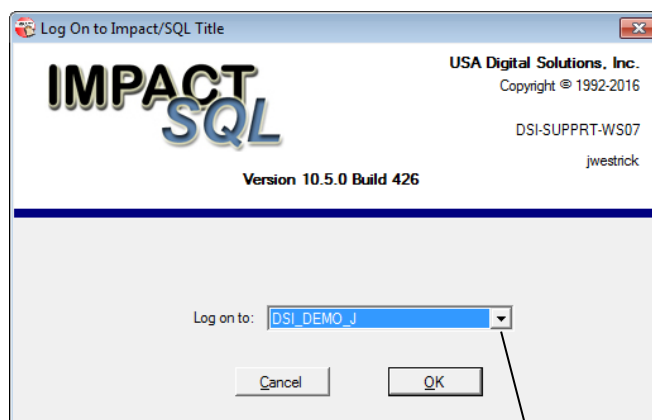 Log On to Impact/SQL Title
IMPACT
SQL
USA Digital Solutions, Inc.
Copyright © 1992-2016
DSI-SUPPRT-WS07
jwestrick
Version 10.5.0 Build 426
Log on to: DSI_DEMO_J
Cancel OK